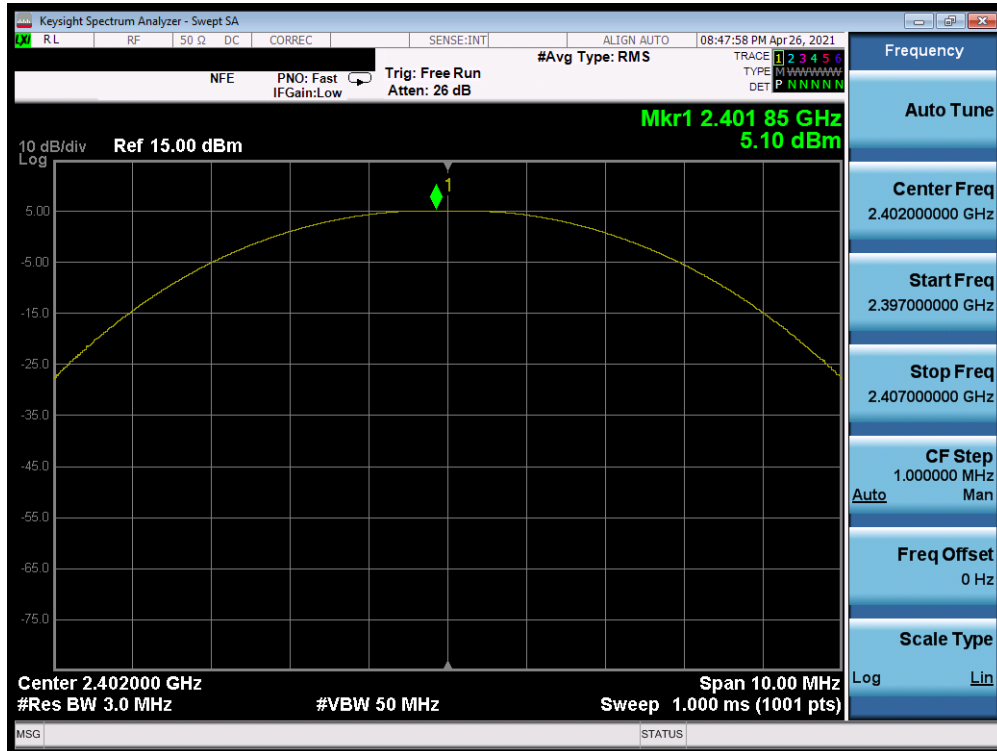 Keysight Spectrum Analyzer - Swept SA
LXI RL RF 50 Ω DC CORREC SENSE:INT ALIGN AUTO 08:47:58 PM Apr 26, 2021
#Avg Type: RMS
TRACE 1 2 3 4 5 6
NFE PNO: Fast Trig: Free Run
TYPE M WWWWW
IFGain:Low Atten: 26 dB
DET P N N N N N
Mkr1 2.401 85 GHz
5.10 dBm
10 dB/div Ref 15.00 dBm
Log
1
5.00
-5.00
-15.0
-25.0
-35.0
-45.0
-55.0
-65.0
-75.0
Center 2.402000 GHz Span 10.00 MHz
#Res BW 3.0 MHz #VBW 50 MHz Sweep 1.000 ms (1001 pts)
MSG STATUS
Frequency
Auto Tune
Center Freq
2.402000000 GHz
Start Freq
2.397000000 GHz
Stop Freq
2.407000000 GHz
CF Step
1.000000 MHz
Auto Man
Freq Offset
0 Hz
Scale Type
Log Lin